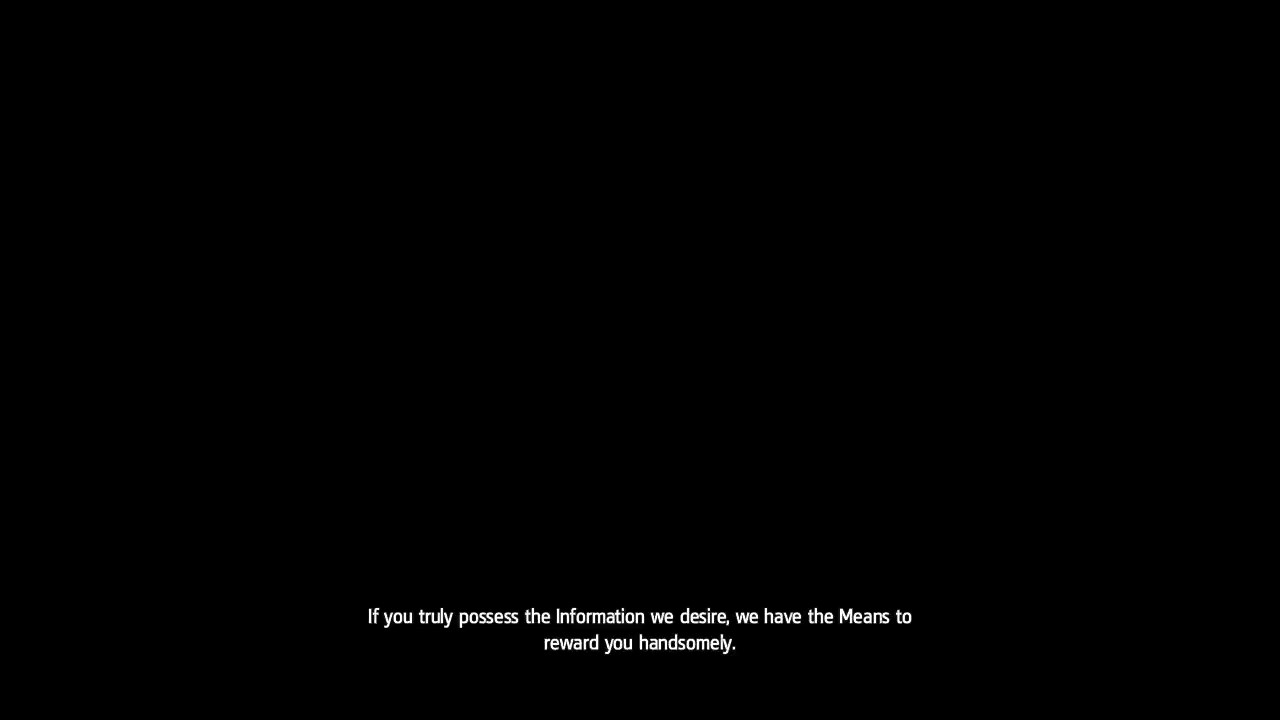 If you truly possess the Information we desire, we have the Means to
reward you handsomely.